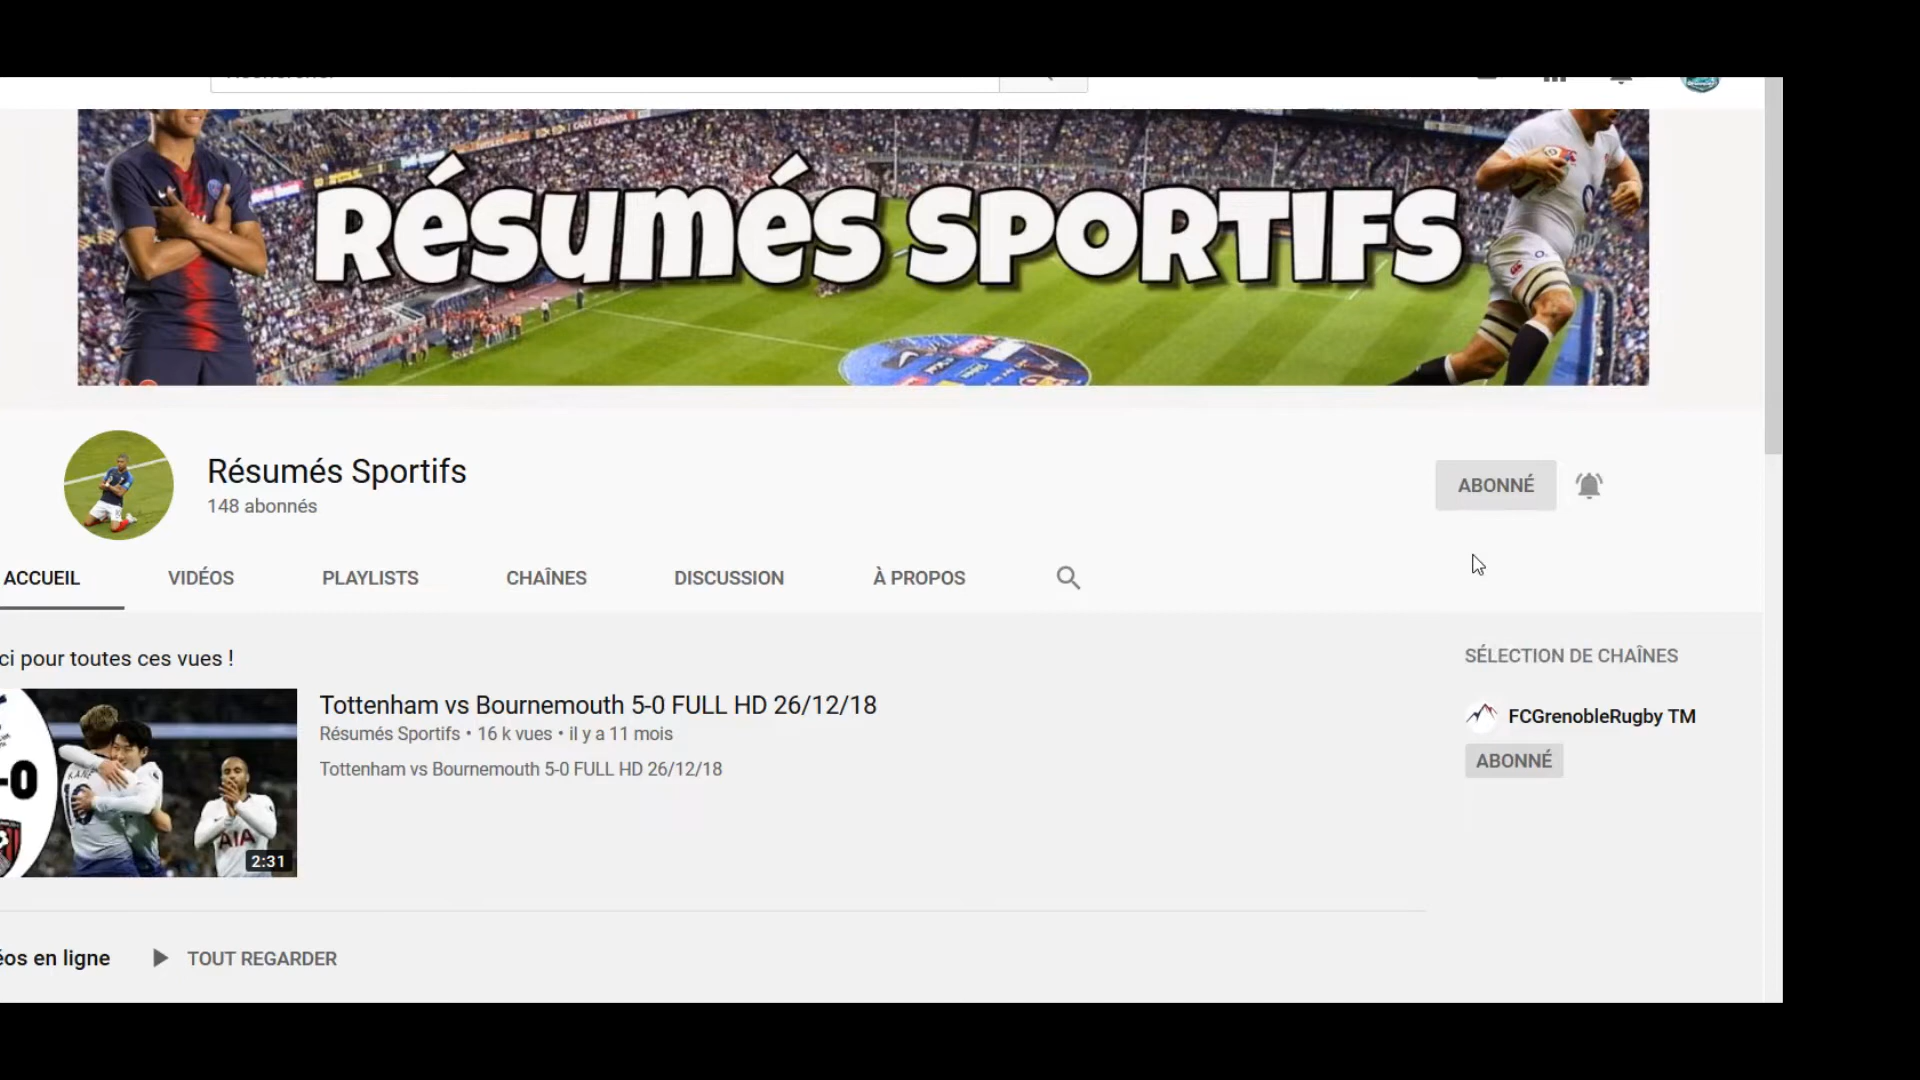 Résumés SPORTIFS
Résumés Sportifs
148 abonnés
ABONNÉ
ACCUEIL
VIDÉOS
PLAYLISTS
CHAÎNES
DISCUSSION
À PROPOS
ci pour toutes ces vues !
SÉLECTION DE CHAÎNES
Tottenham vs Bournemouth 5-0 FULL HD 26/12/18
Résumés Sportifs • 16 k vues • il y a 11 mois
Tottenham vs Bournemouth 5-0 FULL HD 26/12/18
FCGrenobleRugby TM
ABONNÉ
-0
KANE
10
AIA
2:31
éos en ligne
TOUT REGARDER